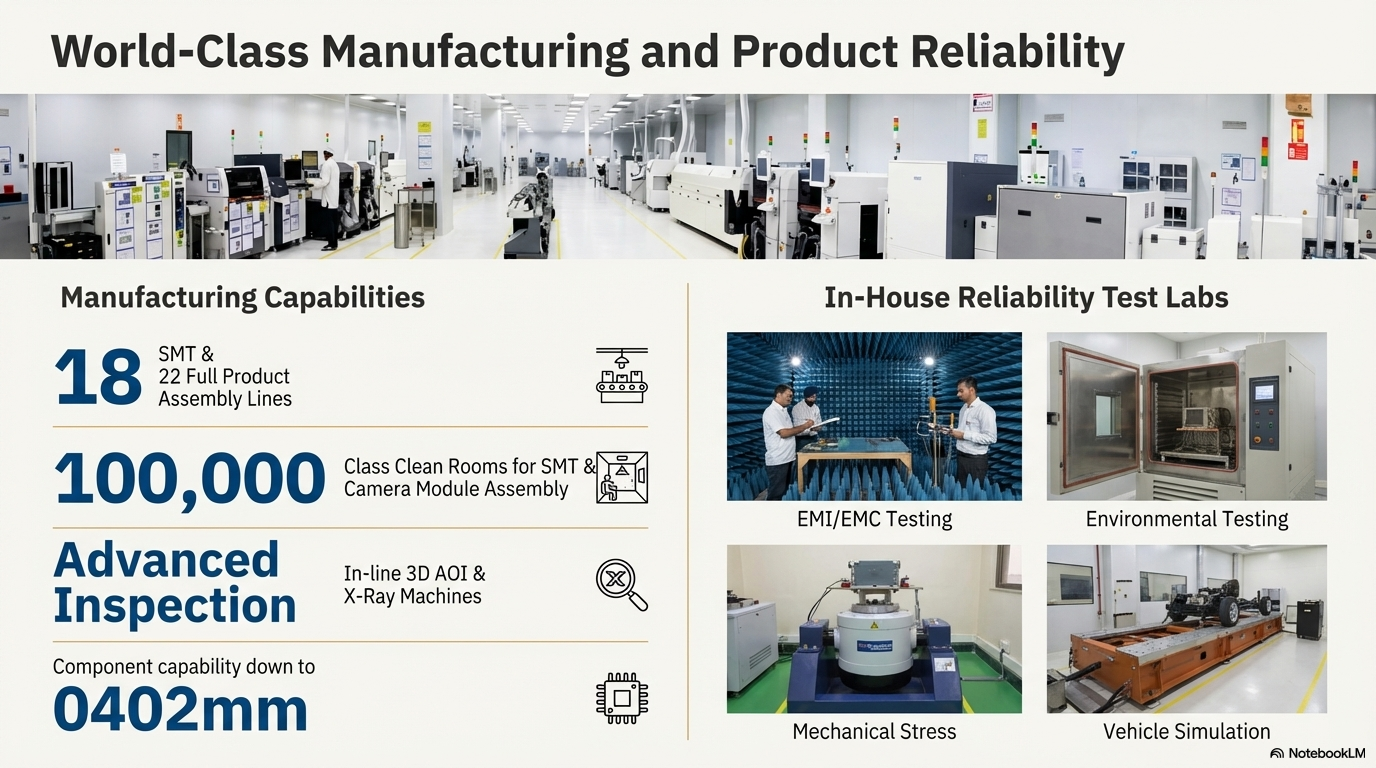 World-Class Manufacturing and Product Reliability
Manufacturing Capabilities
18
SMT &
22 Full Product
Assembly Lines
100,000
Class Clean Rooms for SMT &
Camera Module Assembly
Advanced
Inspection
In-line 3D AOI &
X-Ray Machines
Component capability down to
0402mm
In-House Reliability Test Labs
EMI/EMC Testing
Environmental Testing
Mechanical Stress
Vehicle Simulation
NotebookLM